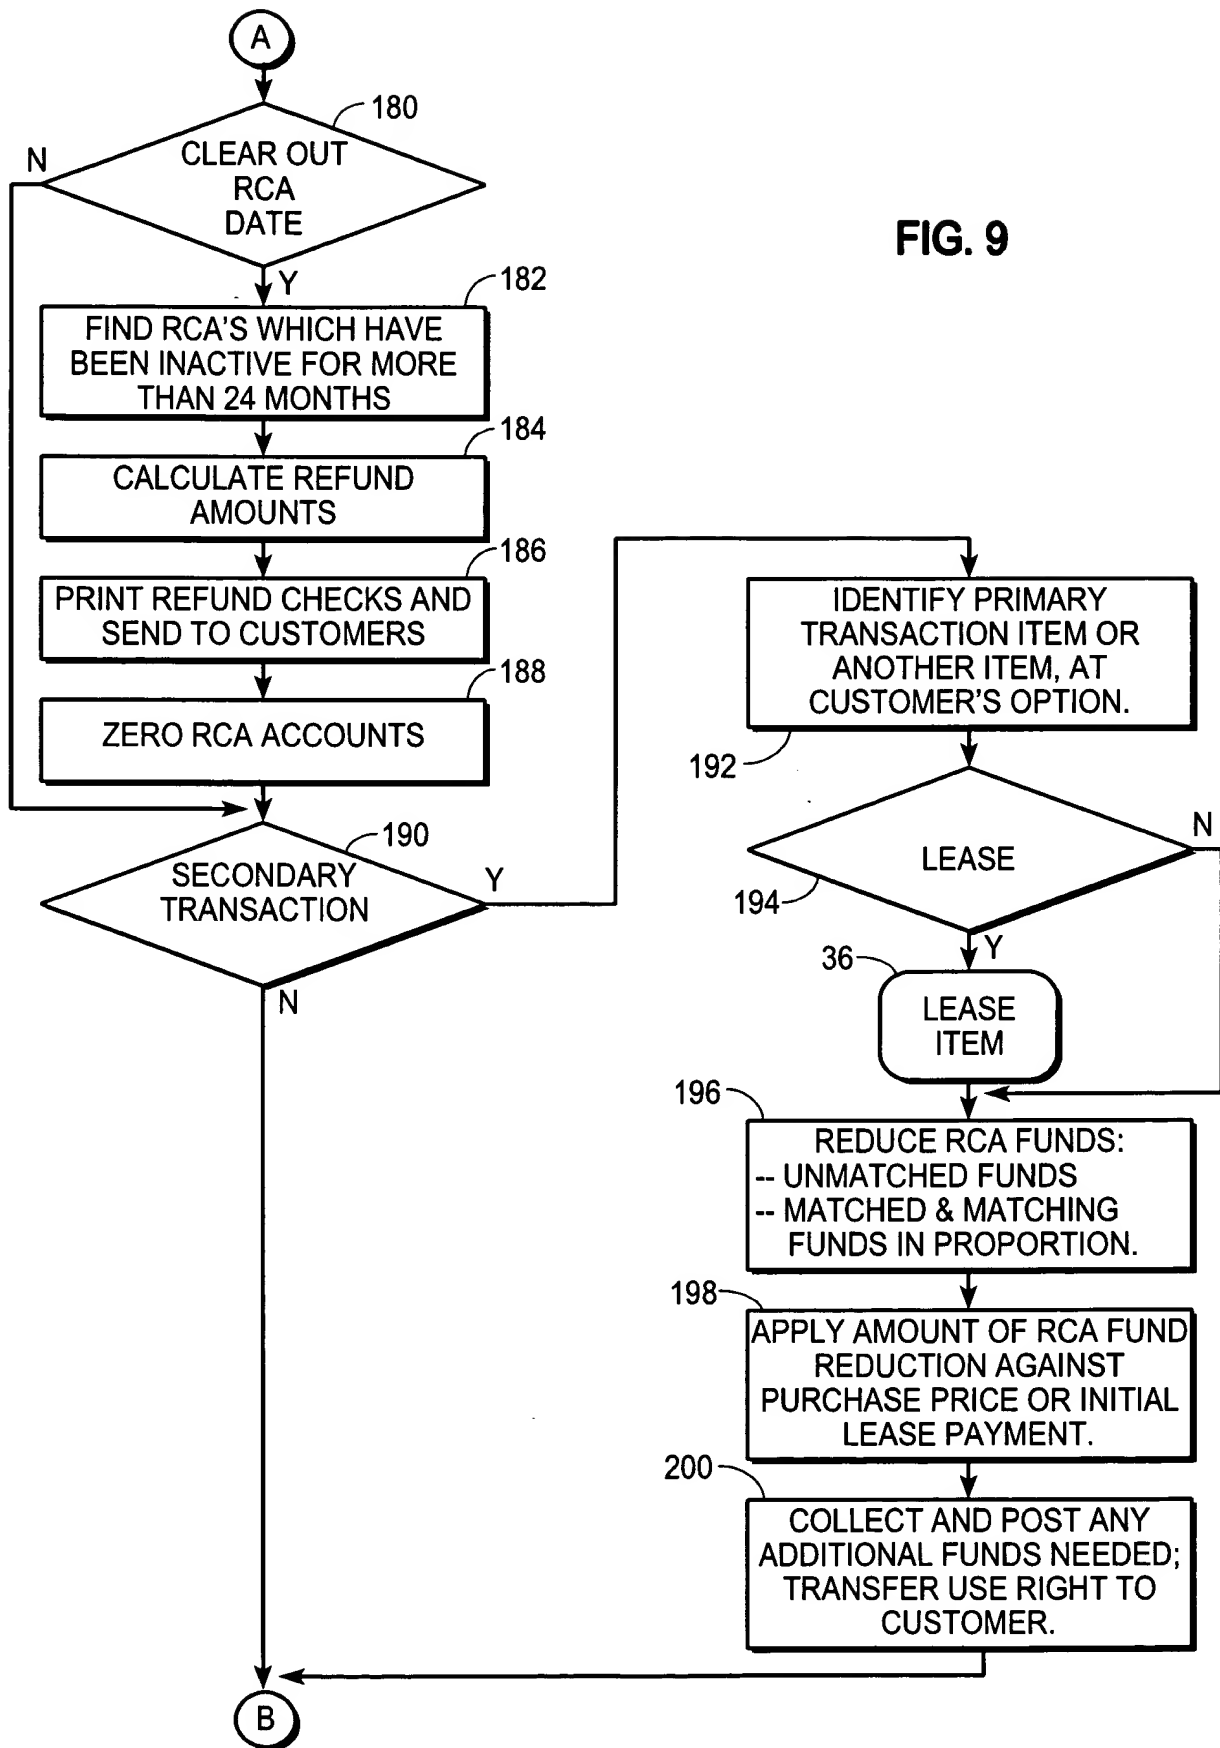 A
180
CLEAR OUT
RCA
DATE
N
Y
FIG. 9
182
FIND RCA'S WHICH HAVE
BEEN INACTIVE FOR MORE
THAN 24 MONTHS
184
CALCULATE REFUND
AMOUNTS
186
PRINT REFUND CHECKS AND
SEND TO CUSTOMERS
188
ZERO RCA ACCOUNTS
190
SECONDARY
TRANSACTION
Y
N
IDENTIFY PRIMARY
TRANSACTION ITEM OR
ANOTHER ITEM, AT
CUSTOMER'S OPTION.
192
LEASE
194
N
Y
36
LEASE
ITEM
196
REDUCE RCA FUNDS:
-- UNMATCHED FUNDS
-- MATCHED & MATCHING
FUNDS IN PROPORTION.
198
APPLY AMOUNT OF RCA FUND
REDUCTION AGAINST
PURCHASE PRICE OR INITIAL
LEASE PAYMENT.
200
COLLECT AND POST ANY
ADDITIONAL FUNDS NEEDED;
TRANSFER USE RIGHT TO
CUSTOMER.
B